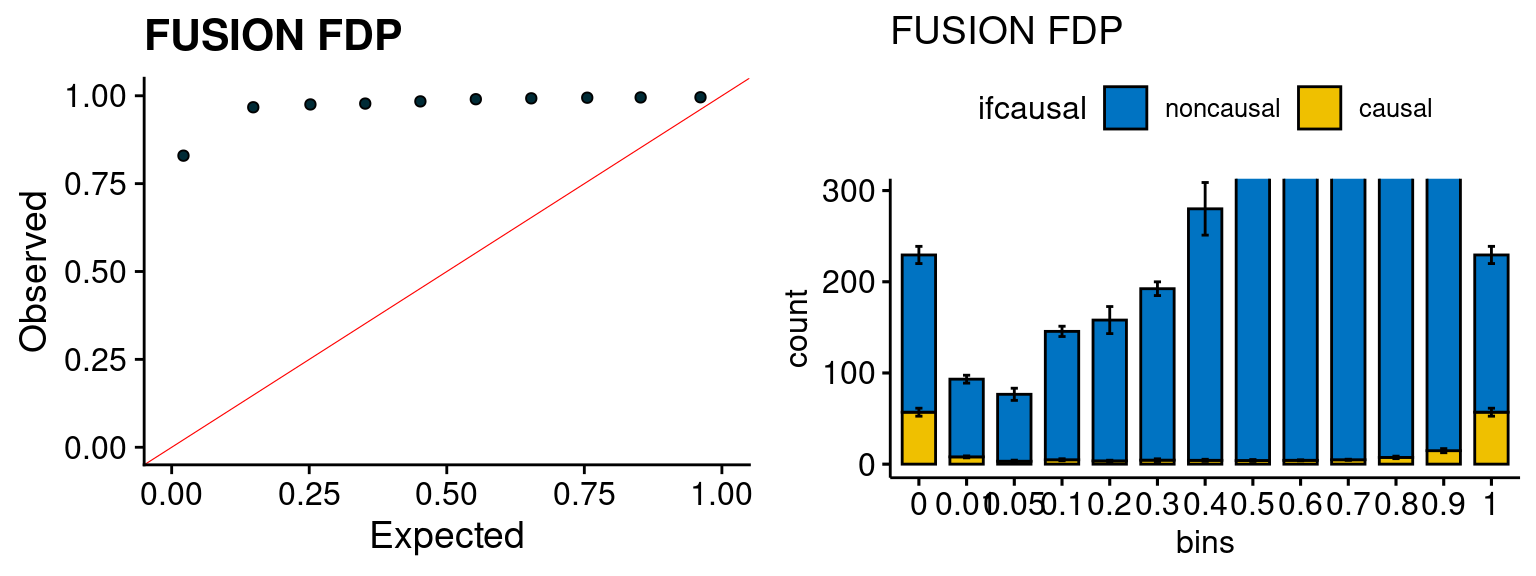 FUSION FDP
Observed
1.00
0.75
0.50
0.25
0.00
0.00 0.25 0.50 0.75 1.00
Expected
FUSION FDP
ifcausal noncausal causal
count
300
200
100
0
0 0.01 0.05 0.1 0.2 0.3 0.4 0.5 0.6 0.7 0.8 0.9 1
bins